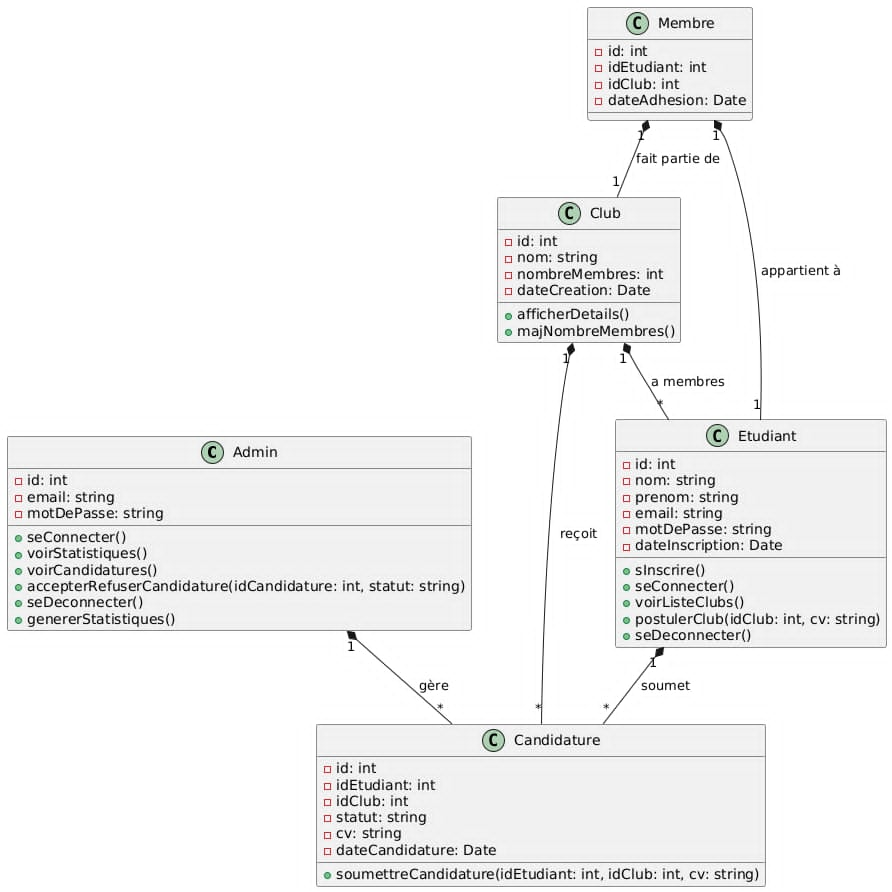 C Membre
id: int
idEtudiant: int
idClub: int
dateAdhesion: Date
1
1
fait partie de
1
C Club
id: int
nom: string
nombreMembres: int
dateCreation: Date
afficherDetails()
majNombreMembres()
appartient à
1
1
a membres
*
1
C Admin
id: int
email: string
motDePasse: string
seConnecter()
voirStatistiques()
voirCandidatures()
accepterRefuserCandidature(idCandidature: int, statut: string)
seDeconnecter()
genererStatistiques()
reçoit
C Etudiant
id: int
nom: string
prenom: string
email: string
motDePasse: string
dateInscription: Date
sInscrire()
seConnecter()
voirListeClubs()
postulerClub(idClub: int, cv: string)
seDeconnecter()
1
1
gère
soumet
*
*
*
C Candidature
id: int
idEtudiant: int
idClub: int
statut: string
cv: string
dateCandidature: Date
soumettreCandidature(idEtudiant: int, idClub: int, cv: string)